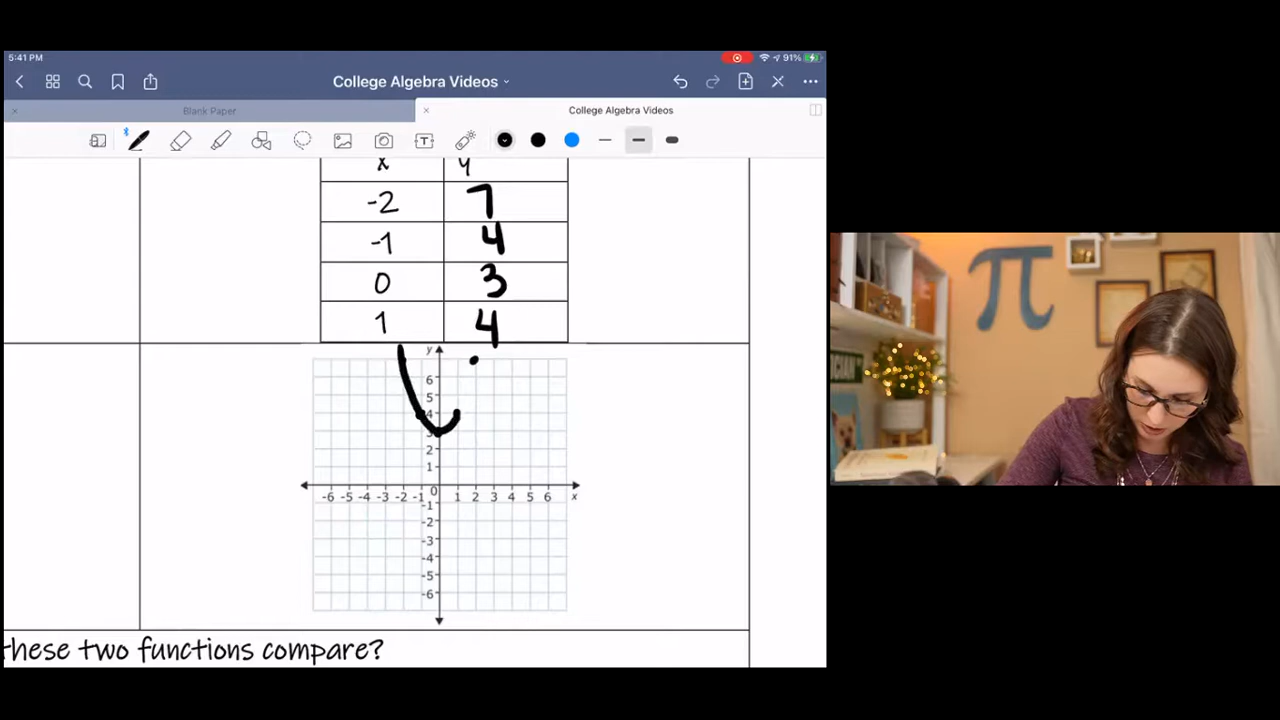 5:41 PM 91%
College Algebra Videos
Blank Paper College Algebra Videos
T
x y
-2 7
-1 4
0 3
1 4
y
6
5
4
3
2
1
-6 -5 -4 -3 -2 -1 0 1 2 3 4 5 6 x
-1
-2
-3
-4
-5
-6
these two functions compare?
π